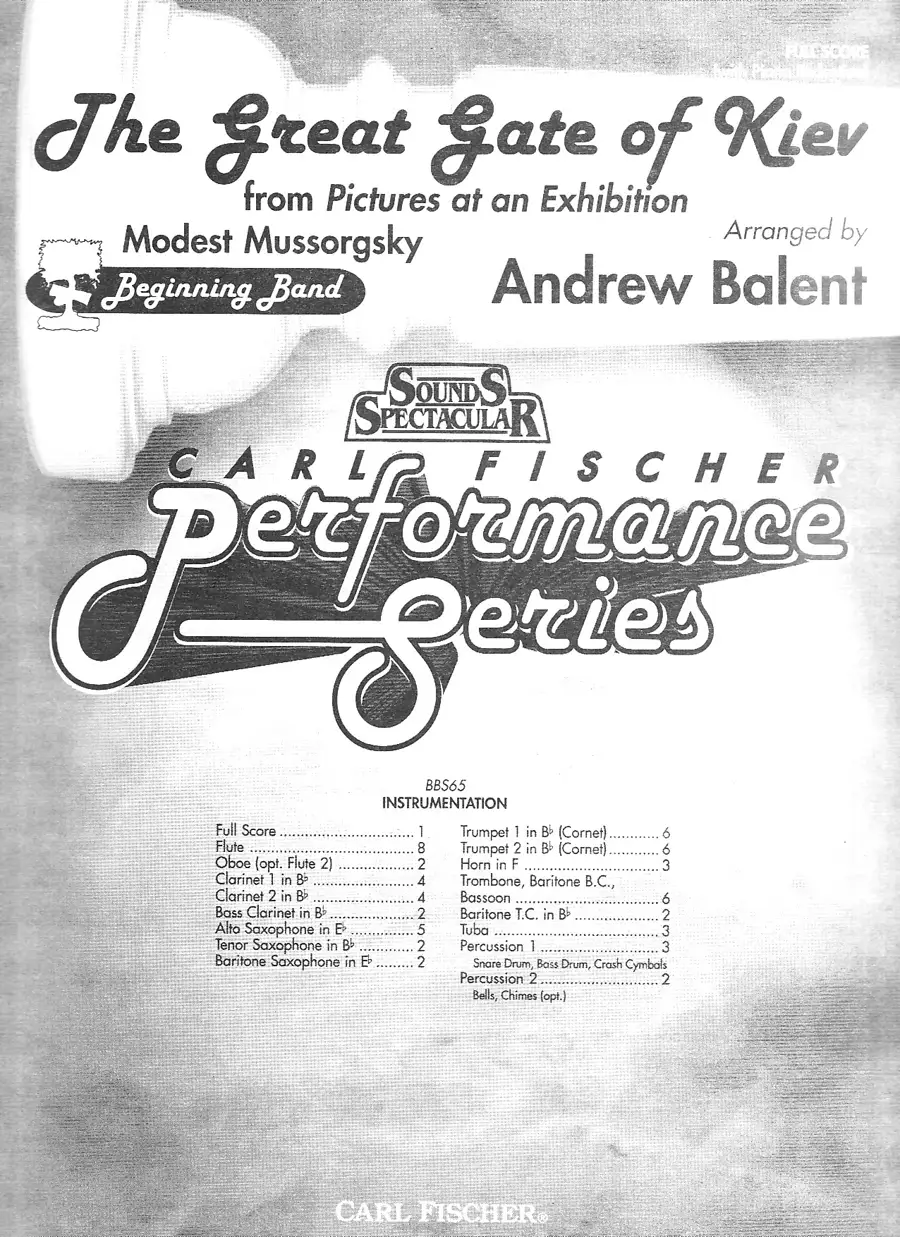 FULL SCORE
The Great Gate of Kiev
from Pictures at an Exhibition
Modest Mussorgsky
Arranged by
Andrew Balent
Beginning Band
SOUNDS
SPECTACULAR
CARL FISCHER
Performance
Series
BBS65
INSTRUMENTATION
Full Score ................................ 1
Flute ....................................... 8
Oboe (opt. Flute 2) .................. 2
Clarinet 1 in B♭ ........................ 4
Clarinet 2 in B♭ ........................ 4
Bass Clarinet in B♭ .................... 2
Alto Saxophone in E♭ ............... 5
Tenor Saxophone in B♭ ............. 2
Baritone Saxophone in E♭ ......... 2
Trumpet 1 in B♭ (Cornet) ............ 6
Trumpet 2 in B♭ (Cornet) ............ 6
Horn in F ................................ 3
Trombone, Baritone B.C.,
Bassoon .................................. 6
Baritone T.C. in B♭ .................... 2
Tuba ....................................... 3
Percussion 1 ............................ 3
Snare Drum, Bass Drum, Crash Cymbals
Percussion 2 ............................ 2
Bells, Chimes (opt.)
CARL FISCHER®